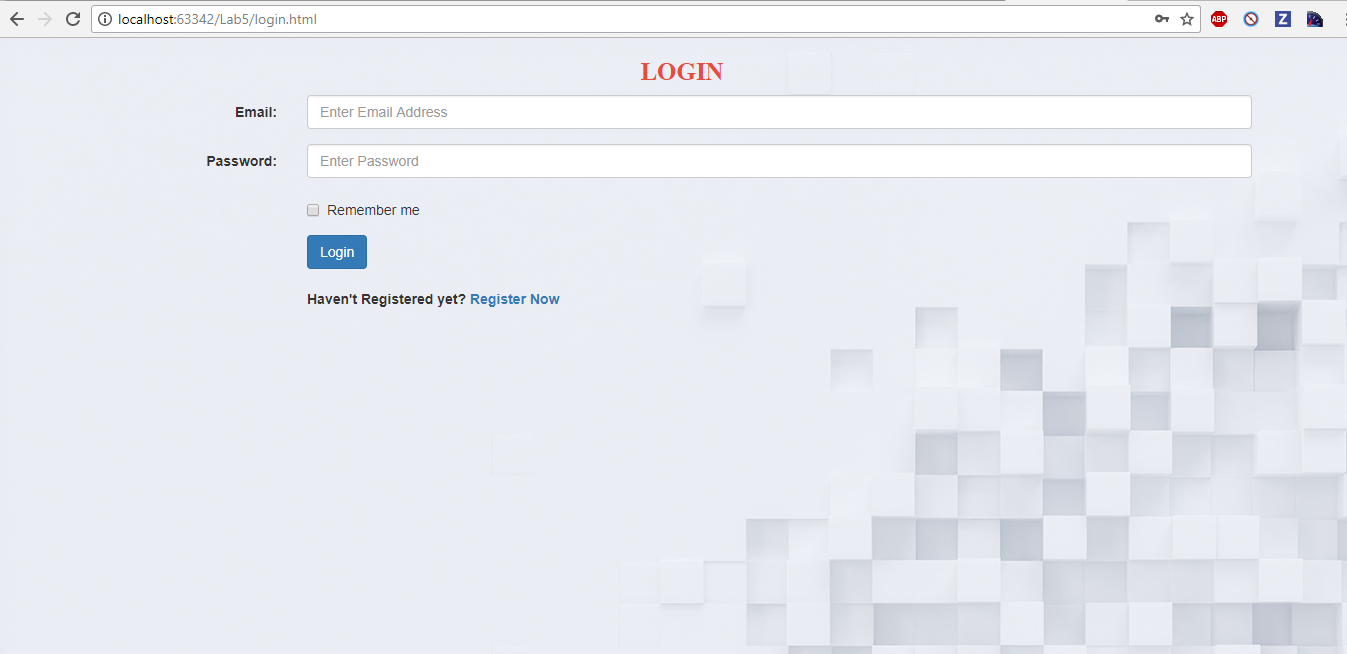 localhost:63342/Lab5/login.html
ABP
Z
LOGIN
Email: Enter Email Address
Password: Enter Password
Remember me
Login
Haven't Registered yet? Register Now